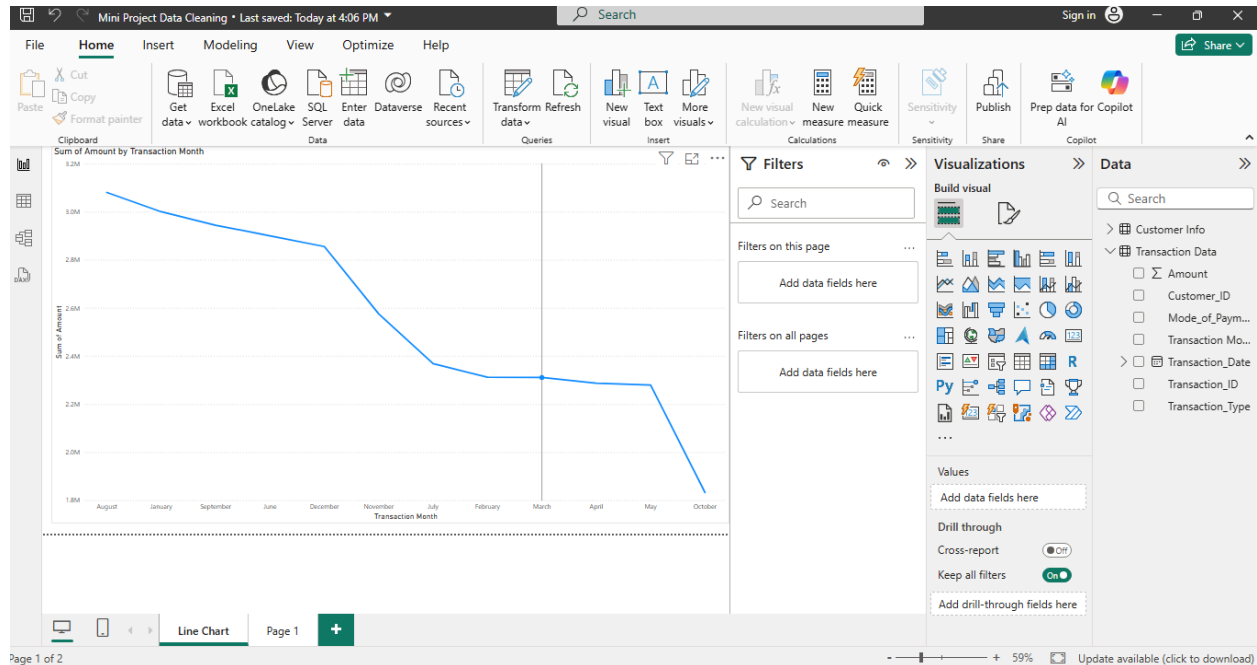 Mini Project Data Cleaning • Last saved: Today at 4:06 PM
Search
Sign in
File Home Insert Modeling View Optimize Help
Share
Paste
Cut
Copy
Format painter
Clipboard
Get data
Excel workbook
OneLake catalog
SQL Server
Enter data
Dataverse
Recent sources
Data
Transform data
Refresh
Queries
New visual
Text box
More visuals
Insert
New visual calculation
New measure
Quick measure
Calculations
Sensitivity
Sensitivity
Publish
Share
Prep data for AI
Copilot
Copilot
Sum of Amount by Transaction Month
3.2M
3.0M
2.8M
2.6M
2.4M
2.2M
2.0M
1.8M
Sum of Amount
August January September June December November July February March April May October
Transaction Month
Filters
Search
Filters on this page
Add data fields here
Filters on all pages
Add data fields here
Visualizations
Build visual
123
R
Py
123
Values
Add data fields here
Drill through
Cross-report
Off
Keep all filters
On
Add drill-through fields here
Data
Search
Customer Info
Transaction Data
Σ Amount
Customer_ID
Mode_of_Paym...
Transaction Mo...
Transaction_Date
Transaction_ID
Transaction_Type
DAX
Line Chart
Page 1
Page 1 of 2
59%
Update available (click to download)